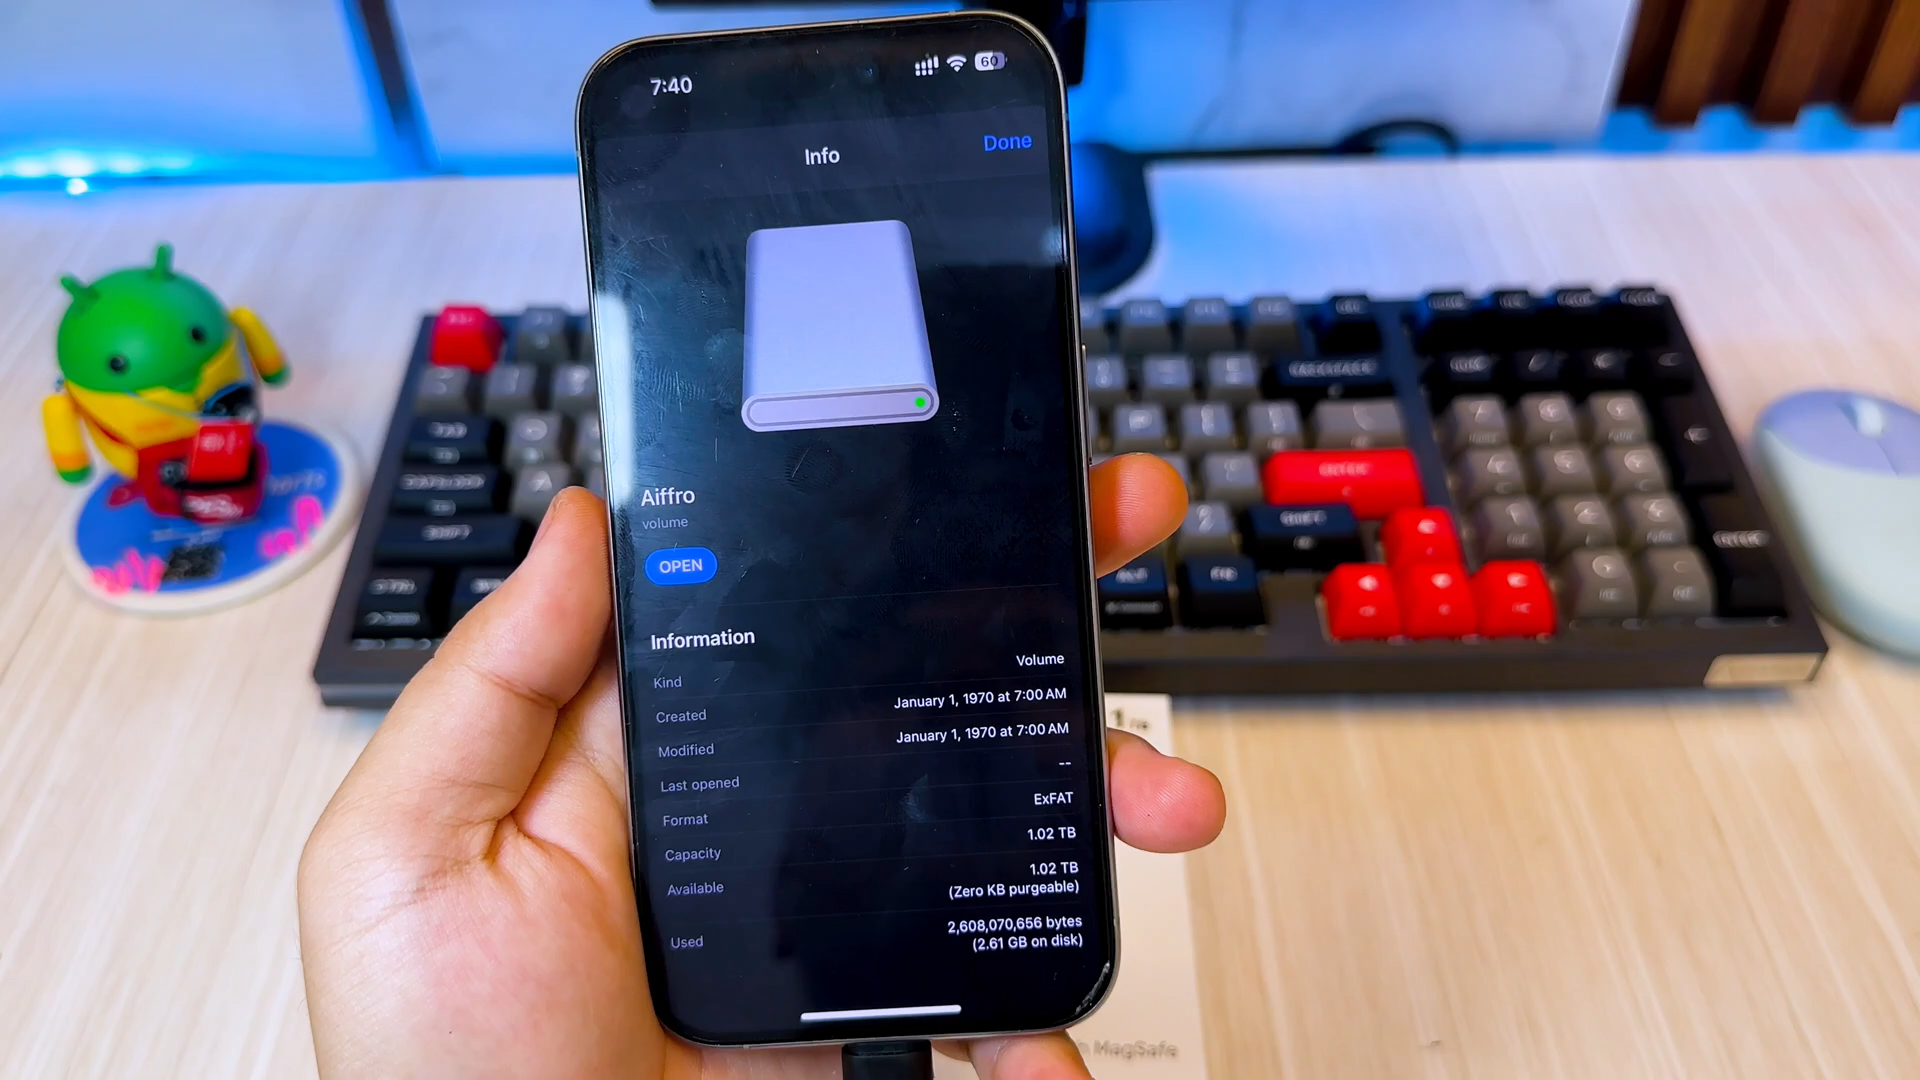 7:40
60
Info
Done
Aiffro
volume
OPEN
Information
Kind
Volume
Created
January 1, 1970 at 7:00 AM
Modified
January 1, 1970 at 7:00 AM
Last opened
--
Format
ExFAT
Capacity
1.02 TB
Available
1.02 TB
(Zero KB purgeable)
Used
2,608,070,656 bytes
(2.61 GB on disk)
MagSafe